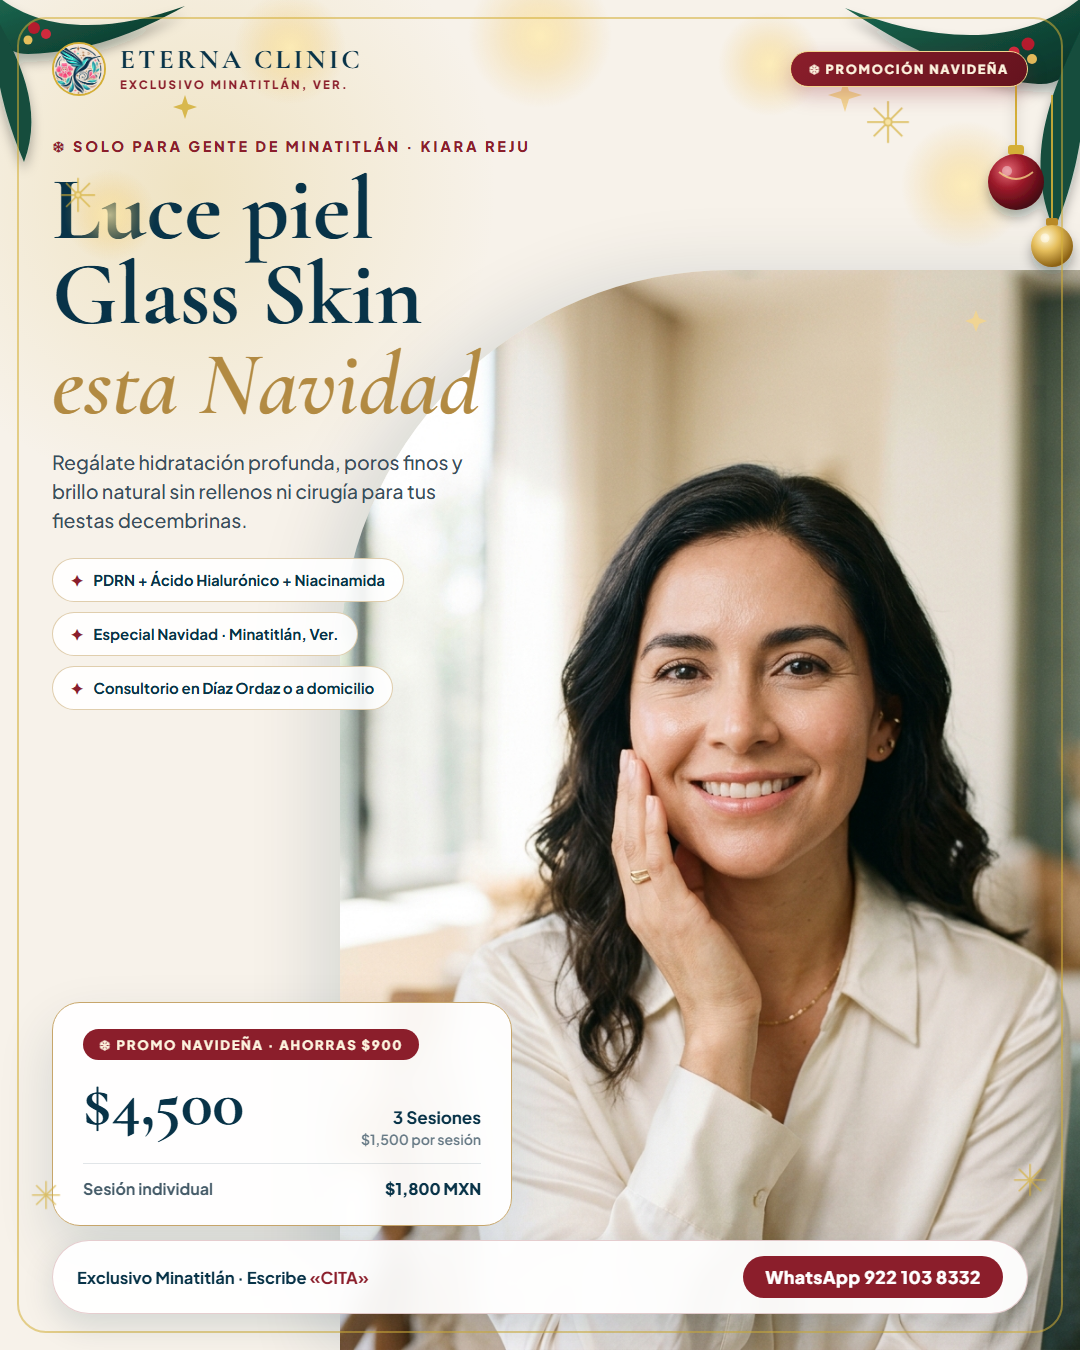 ETERNA CLINIC
EXCLUSIVO MINATITLÁN, VER.
❄ PROMOCIÓN NAVIDEÑA
❄ SOLO PARA GENTE DE MINATITLÁN · KIARA REJU
Luce piel
Glass Skin
esta Navidad
Regálate hidratación profunda, poros finos y
brillo natural sin rellenos ni cirugía para tus
fiestas decembrinas.
✦ PDRN + Ácido Hialurónico + Niacinamida
✦ Especial Navidad · Minatitlán, Ver.
✦ Consultorio en Díaz Ordaz o a domicilio
❄ PROMO NAVIDEÑA · AHORRAS $900
$4,500
3 Sesiones
$1,500 por sesión
Sesión individual $1,800 MXN
Exclusivo Minatitlán · Escribe «CITA»
WhatsApp 922 103 8332